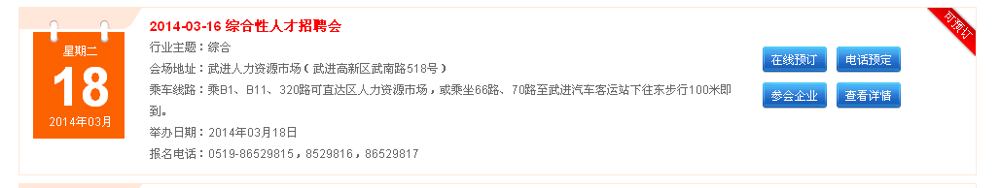 星期二
18
2014年03月
2014-03-16 综合性人才招聘会
行业主题：综合
会场地址：武进人力资源市场（武进高新区武南路518号）
乘车线路：乘B1、B11、320路可直达区人力资源市场，或乘坐66路、70路至武进汽车客运站下往东步行100米即
到。
举办日期：2014年03月18日
报名电话：0519-86529815，8529816，86529817
在线预订
电话预定
参会企业
查看详情
可预订